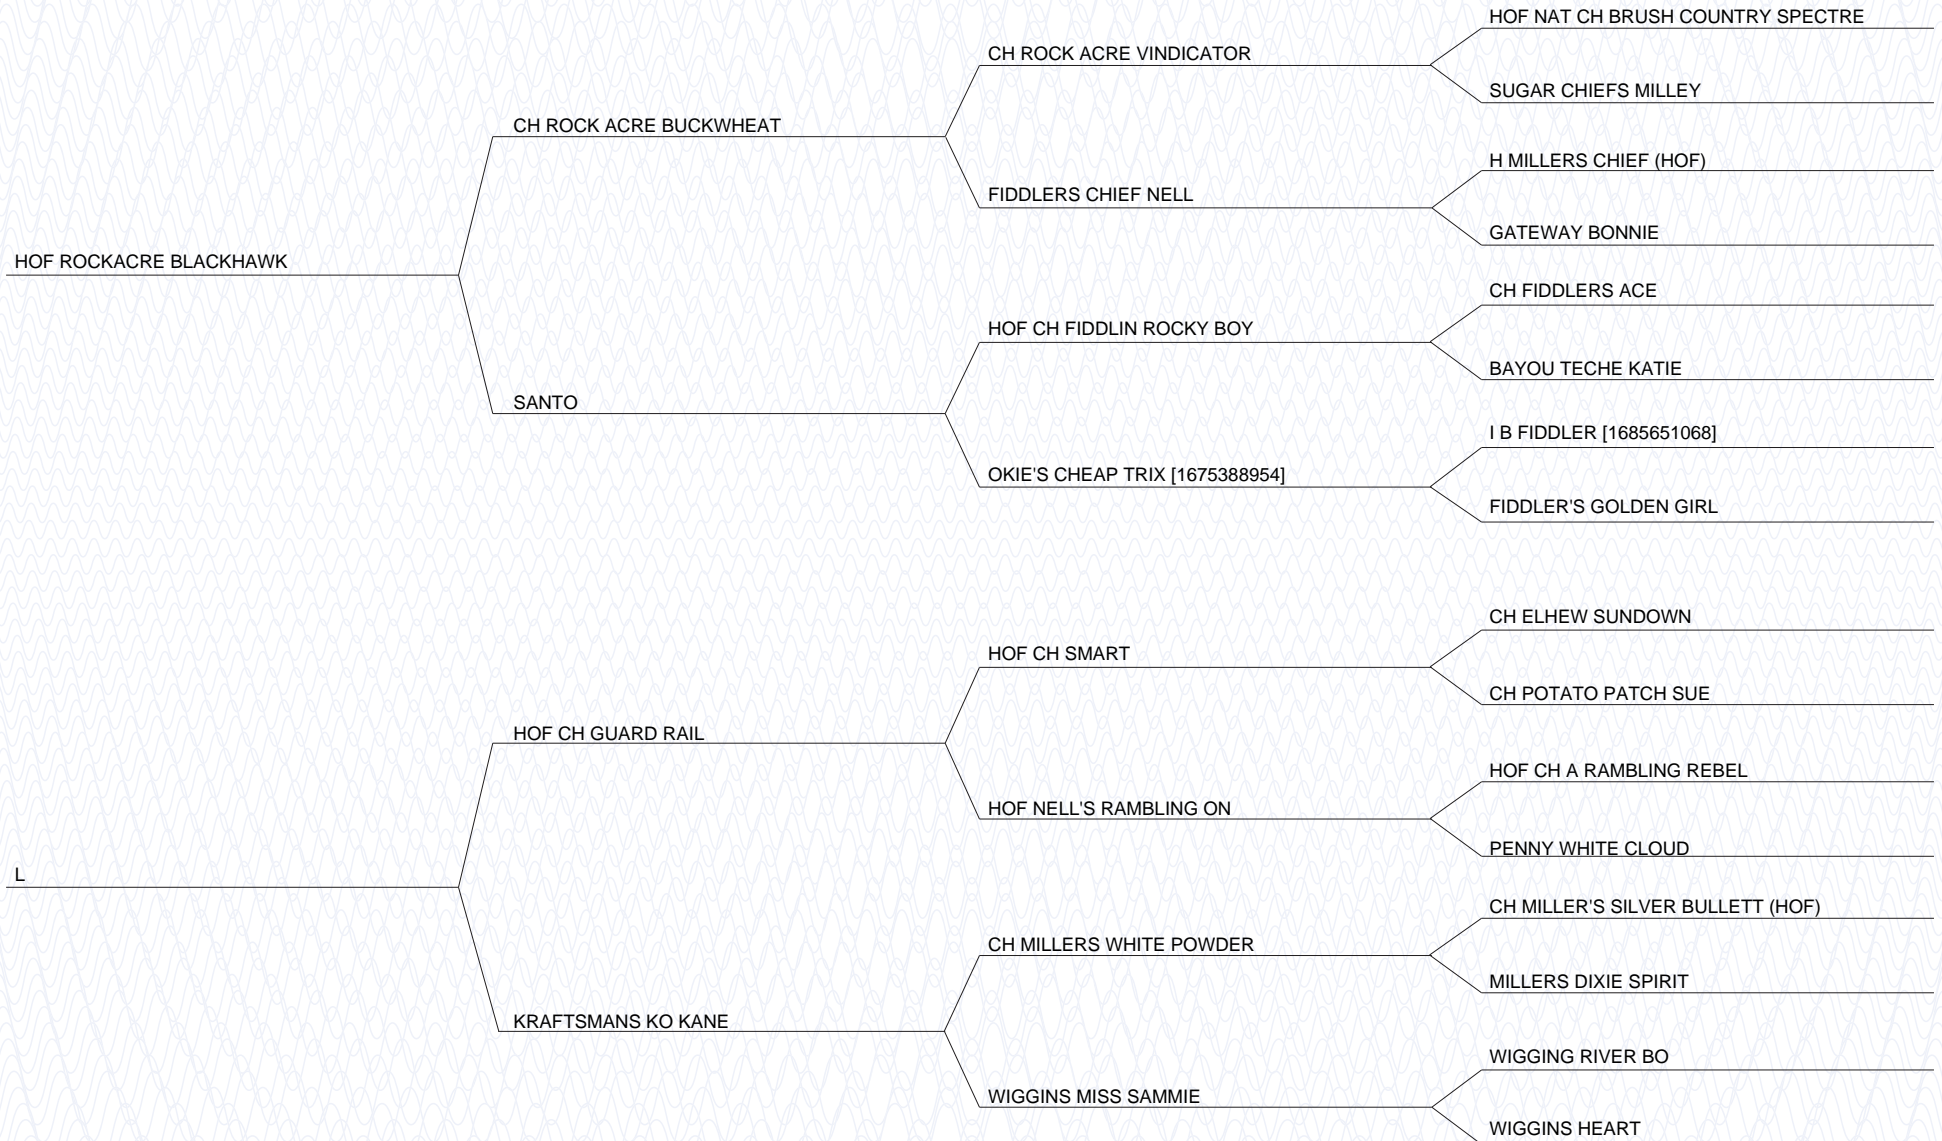 HOF NAT CH BRUSH COUNTRY SPECTRE
CH ROCK ACRE VINDICATOR
SUGAR CHIEFS MILLEY
CH ROCK ACRE BUCKWHEAT
H MILLERS CHIEF (HOF)
FIDDLERS CHIEF NELL
GATEWAY BONNIE
HOF ROCKACRE BLACKHAWK
CH FIDDLERS ACE
HOF CH FIDDLIN ROCKY BOY
BAYOU TECHE KATIE
SANTO
I B FIDDLER [1685651068]
OKIE'S CHEAP TRIX [1675388954]
FIDDLER'S GOLDEN GIRL
CH ELHEW SUNDOWN
HOF CH SMART
CH POTATO PATCH SUE
HOF CH GUARD RAIL
HOF CH A RAMBLING REBEL
HOF NELL'S RAMBLING ON
PENNY WHITE CLOUD
L
CH MILLER'S SILVER BULLETT (HOF)
CH MILLERS WHITE POWDER
MILLERS DIXIE SPIRIT
KRAFTSMANS KO KANE
WIGGING RIVER BO
WIGGINS MISS SAMMIE
WIGGINS HEART